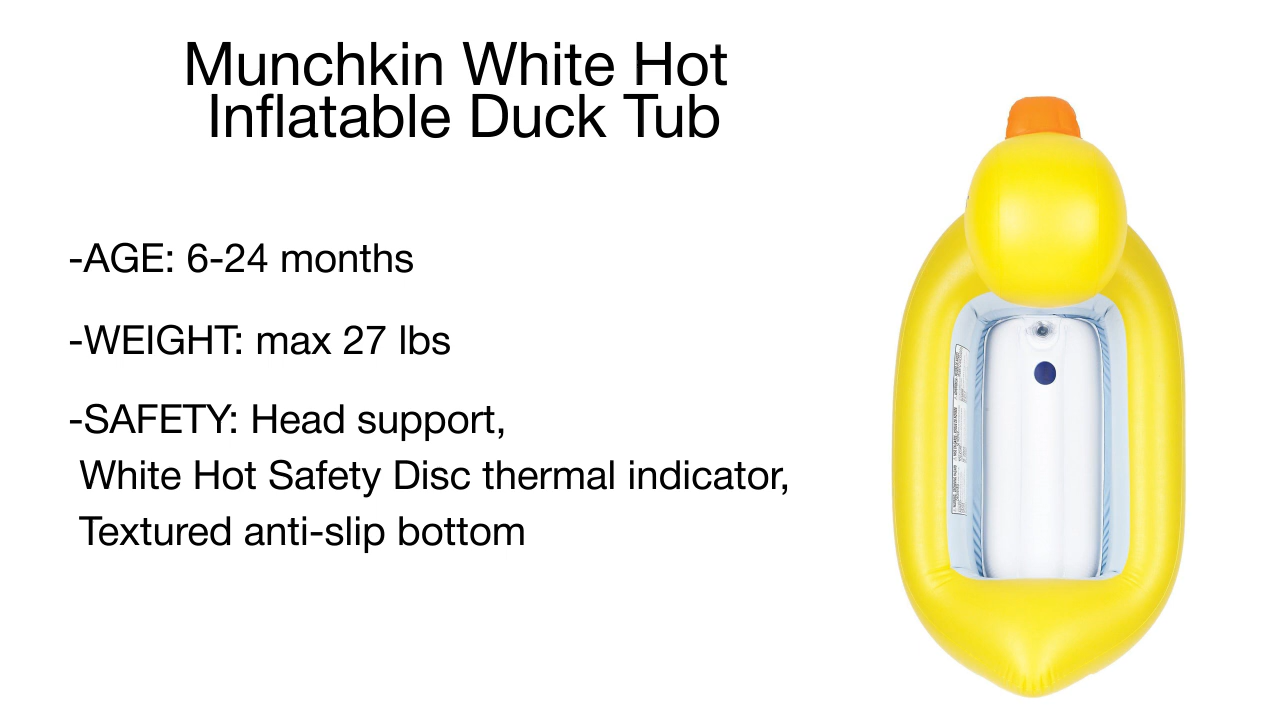 Munchkin White Hot
Inflatable Duck Tub
-AGE: 6-24 months
-WEIGHT: max 27 lbs
-SAFETY: Head support,
White Hot Safety Disc thermal indicator,
Textured anti-slip bottom